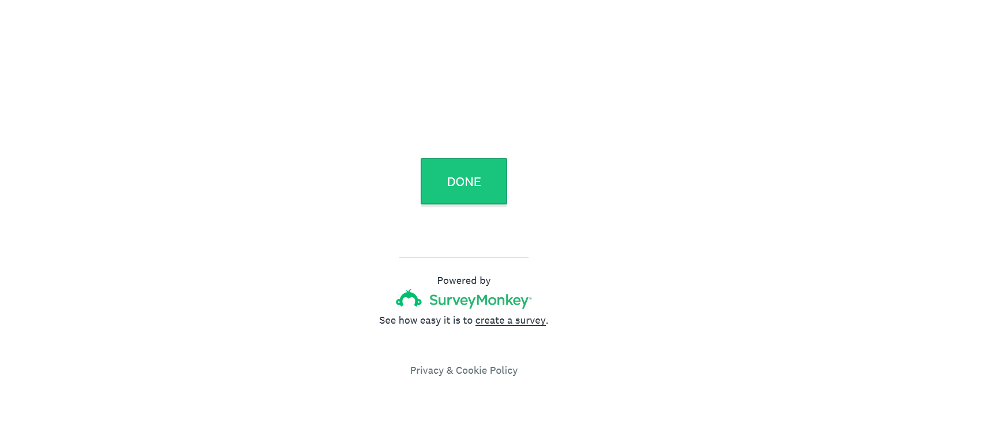 DONE
Powered by
SurveyMonkey®
See how easy it is to create a survey.
Privacy & Cookie Policy